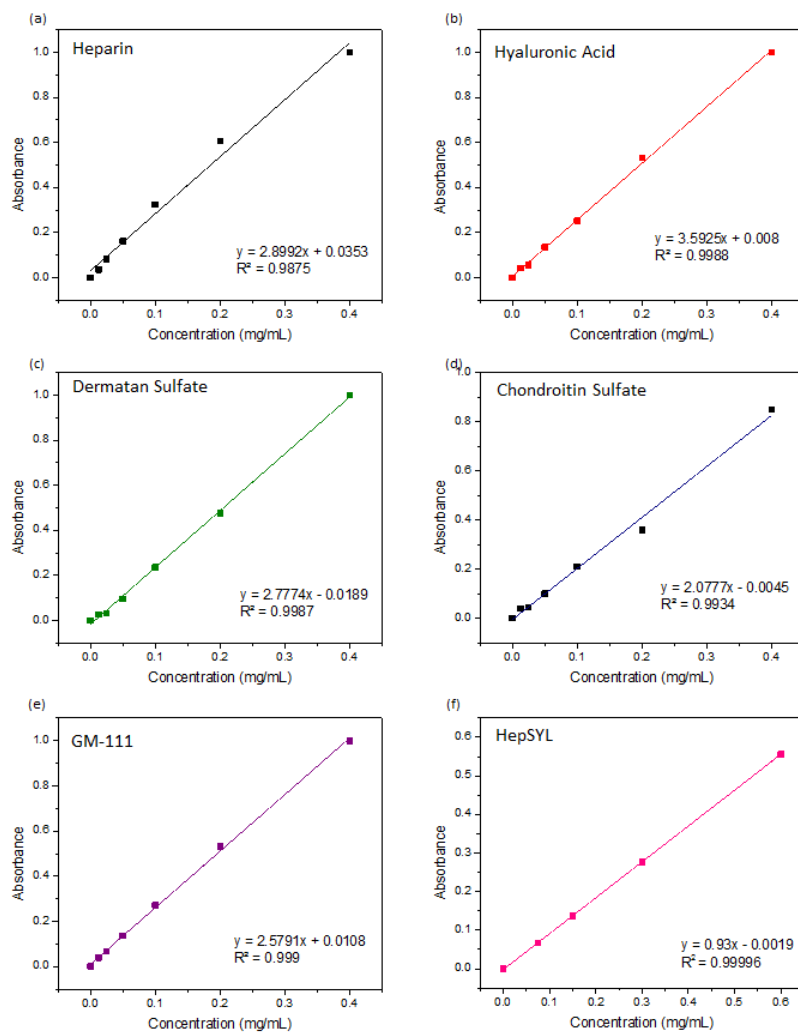 (a)
Heparin
1.0
0.8
0.6
0.4
0.2
0.0
Absorbance
y = 2.8992x + 0.0353
R² = 0.9875
0.0 0.1 0.2 0.3 0.4
Concentration (mg/mL)
(b)
Hyaluronic Acid
1.0
0.8
0.6
0.4
0.2
0.0
Absorbance
y = 3.5925x + 0.008
R² = 0.9988
0.0 0.1 0.2 0.3 0.4
Concentration (mg/mL)
(c)
Dermatan Sulfate
1.0
0.8
0.6
0.4
0.2
0.0
Absorbance
y = 2.7774x - 0.0189
R² = 0.9987
0.0 0.1 0.2 0.3 0.4
Concentration (mg/mL)
(d)
Chondroitin Sulfate
1.0
0.8
0.6
0.4
0.2
0.0
Absorbance
y = 2.0777x - 0.0045
R² = 0.9934
0.0 0.1 0.2 0.3 0.4
Concentration (mg/mL)
(e)
GM-111
1.0
0.8
0.6
0.4
0.2
0.0
Absorbance
y = 2.5791x + 0.0108
R² = 0.999
0.0 0.1 0.2 0.3 0.4
Concentration (mg/mL)
(f)
HepSYL
0.6
0.5
0.4
0.3
0.2
0.1
0.0
Absorbance
y = 0.93x - 0.0019
R² = 0.99996
0.0 0.1 0.2 0.3 0.4 0.5 0.6
Concentration (mg/mL)